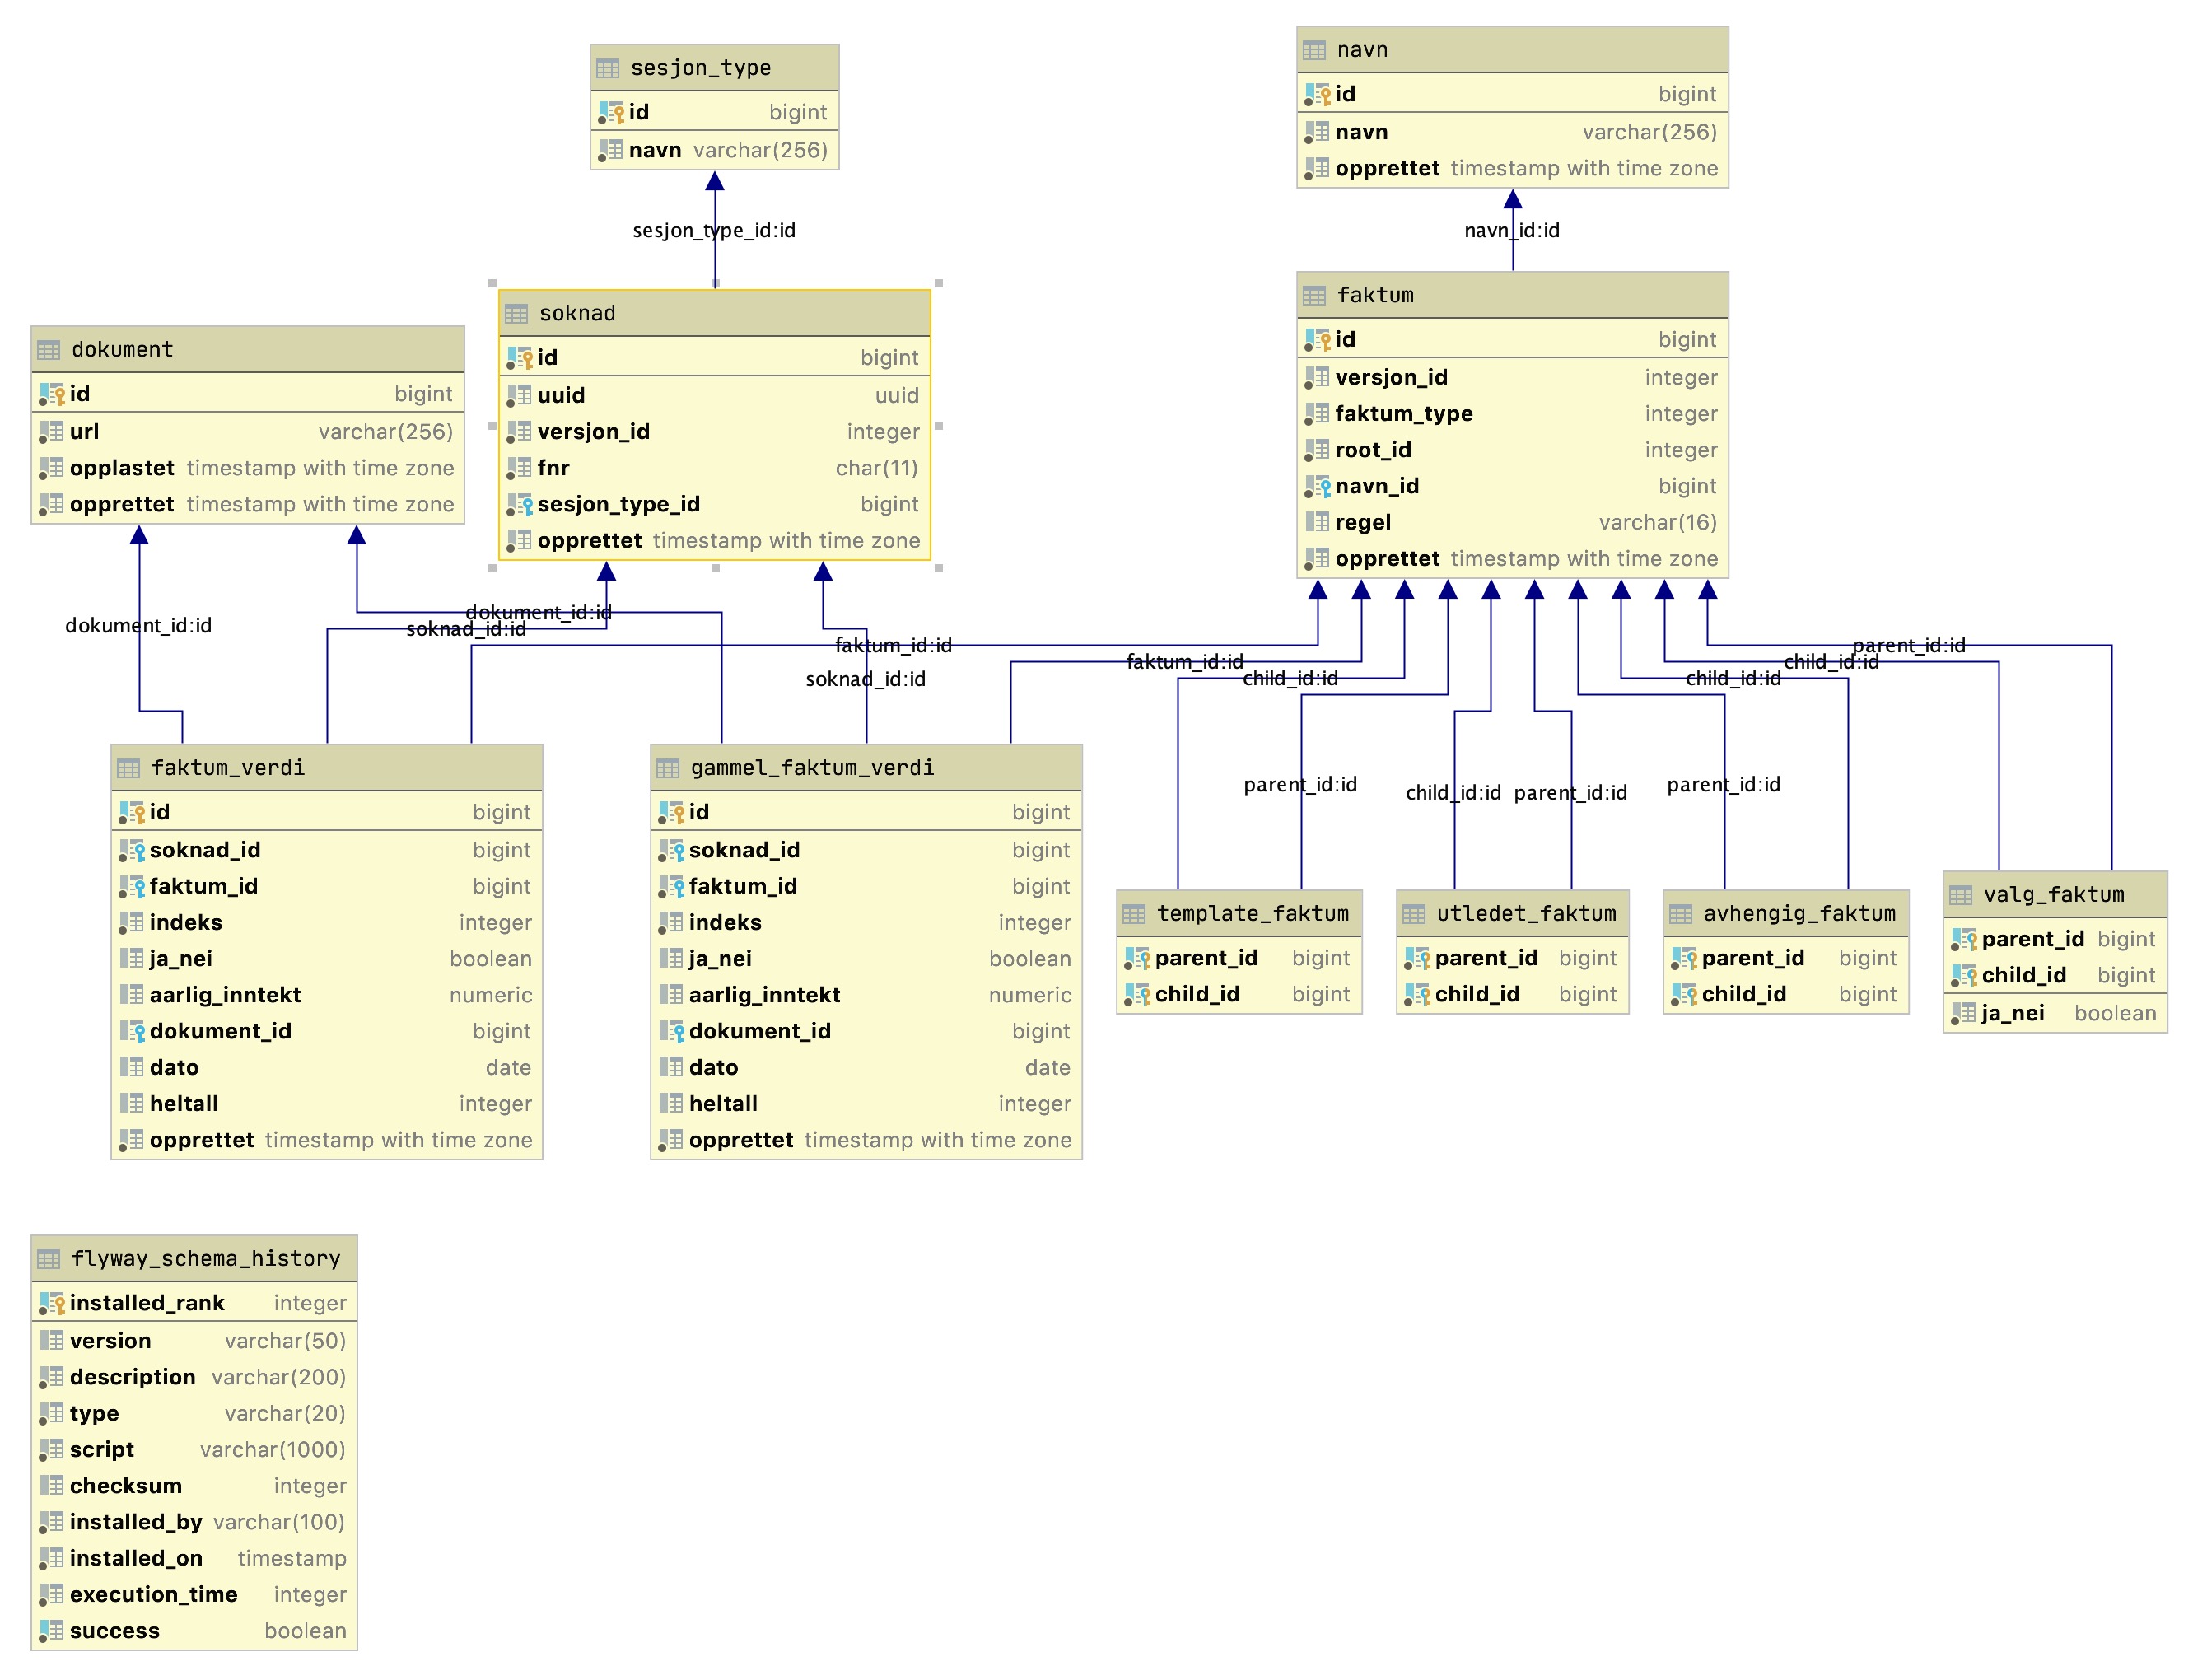 sesjon_type
id bigint
navn varchar(256)
navn
id bigint
navn varchar(256)
opprettet timestamp with time zone
sesjon_type_id:id
navn_id:id
dokument
id bigint
url varchar(256)
opplastet timestamp with time zone
opprettet timestamp with time zone
soknad
id bigint
uuid uuid
versjon_id integer
fnr char(11)
sesjon_type_id bigint
opprettet timestamp with time zone
faktum
id bigint
versjon_id integer
faktum_type integer
root_id integer
navn_id bigint
regel varchar(16)
opprettet timestamp with time zone
dokument_id:id
dokument_id:id
soknad_id:id
faktum_id:id
soknad_id:id
faktum_id:id
child_id:id
parent_id:id
child_id:id
child_id:id
parent_id:id
child_id:id
parent_id:id
parent_id:id
faktum_verdi
id bigint
soknad_id bigint
faktum_id bigint
indeks integer
ja_nei boolean
aarlig_inntekt numeric
dokument_id bigint
dato date
heltall integer
opprettet timestamp with time zone
gammel_faktum_verdi
id bigint
soknad_id bigint
faktum_id bigint
indeks integer
ja_nei boolean
aarlig_inntekt numeric
dokument_id bigint
dato date
heltall integer
opprettet timestamp with time zone
template_faktum
parent_id bigint
child_id bigint
utledet_faktum
parent_id bigint
child_id bigint
avhengig_faktum
parent_id bigint
child_id bigint
valg_faktum
parent_id bigint
child_id bigint
ja_nei boolean
flyway_schema_history
installed_rank integer
version varchar(50)
description varchar(200)
type varchar(20)
script varchar(1000)
checksum integer
installed_by varchar(100)
installed_on timestamp
execution_time integer
success boolean